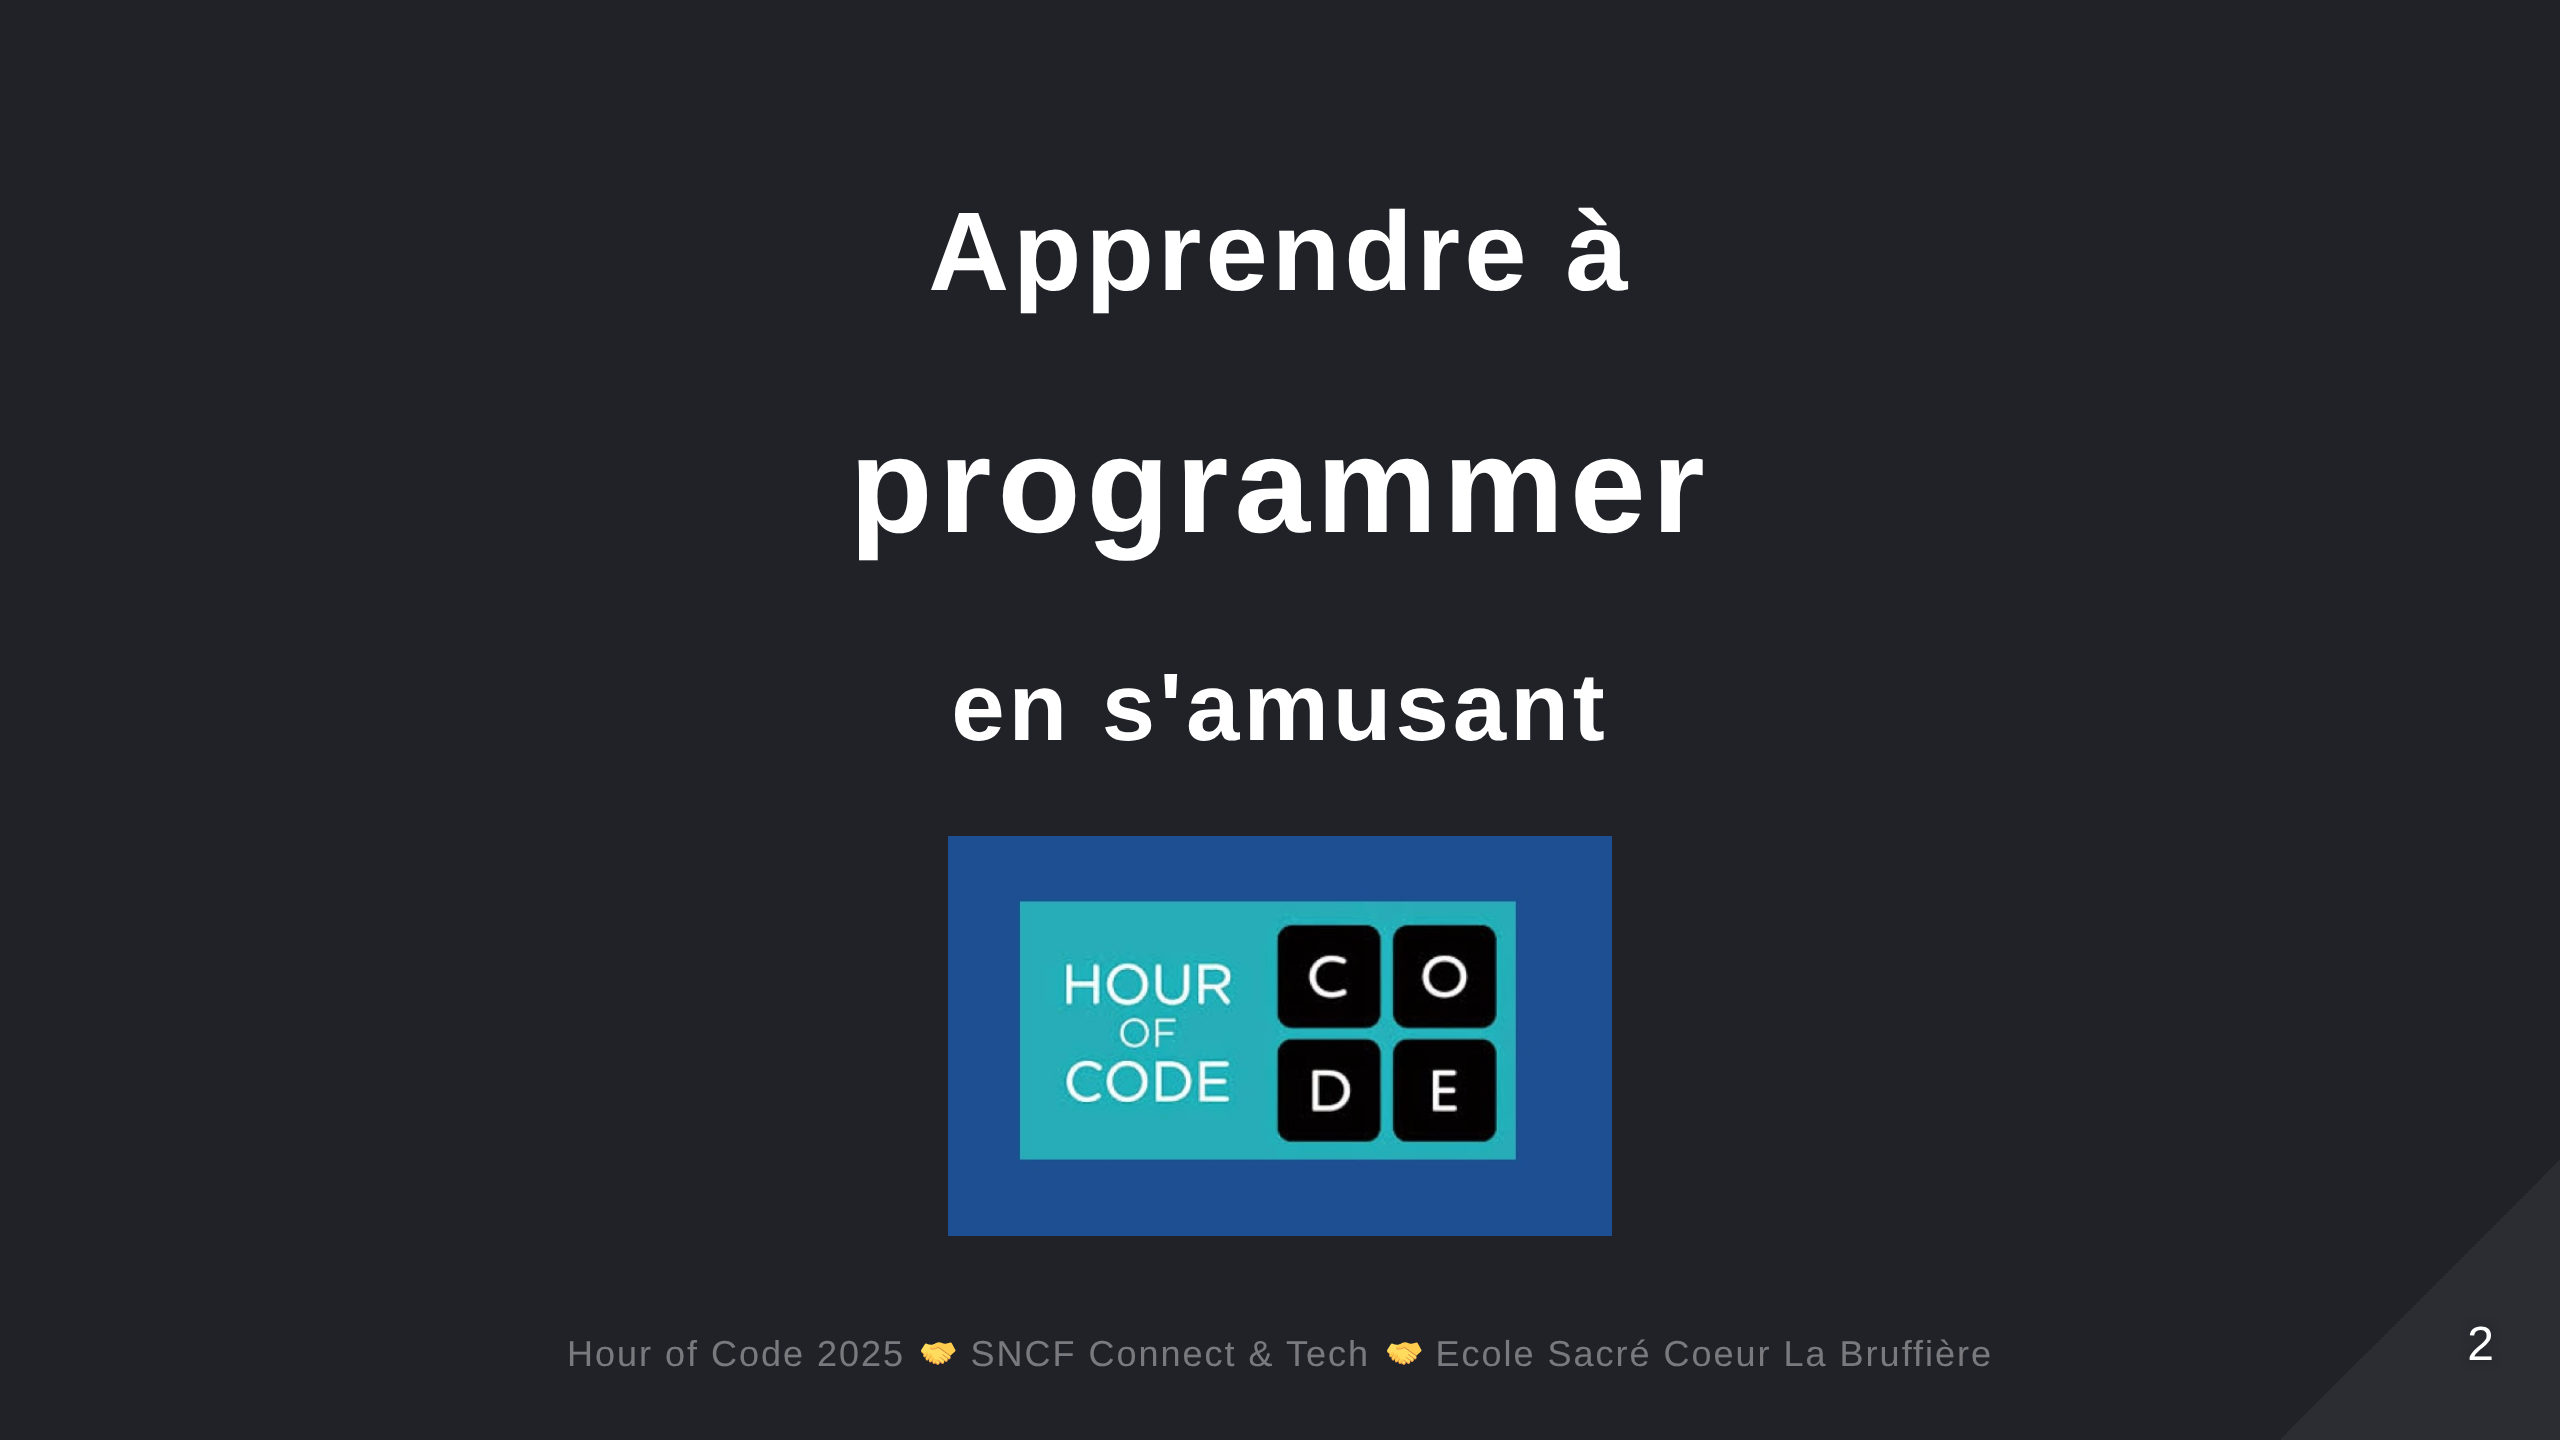 Apprendre à
programmer
en s'amusant
HOUR
OF
CODE
C O
D E
Hour of Code 2025 🤝 SNCF Connect & Tech 🤝 Ecole Sacré Coeur La Bruffière
2